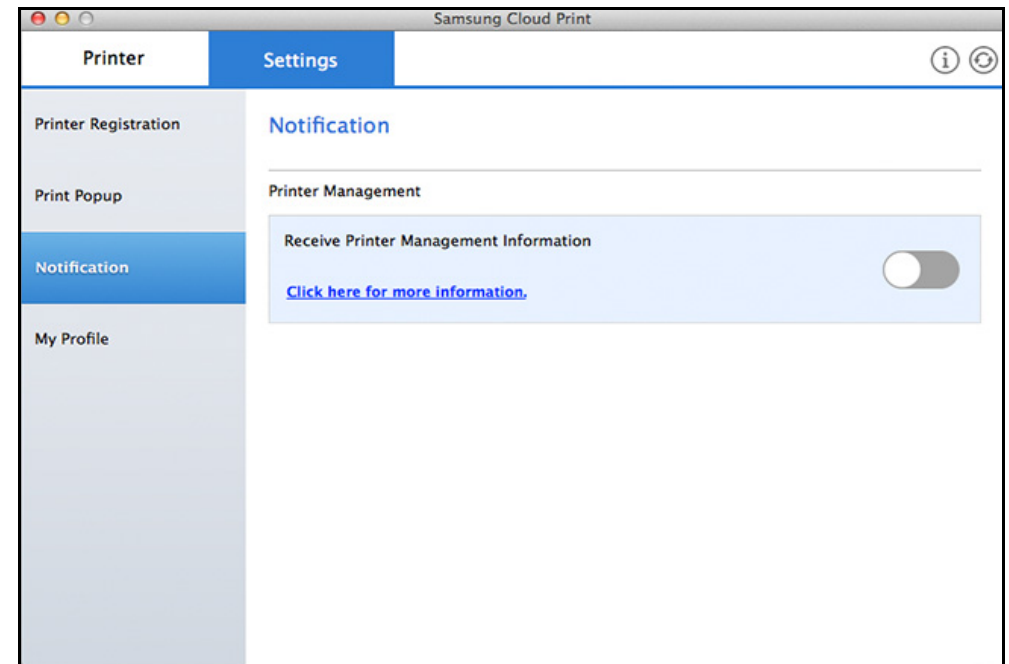 Samsung Cloud Print
Printer
Settings
Printer Registration
Print Popup
Notification
My Profile
Notification
Printer Management
Receive Printer Management Information
Click here for more information.